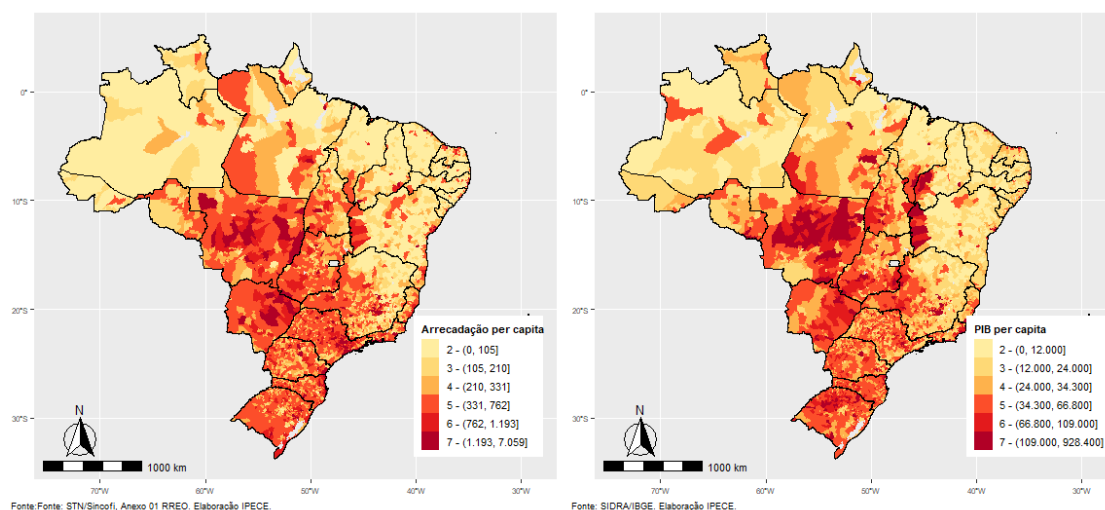 0°
10°S
20°S
30°S
70°W
60°W
50°W
40°W
30°W
Arrecadação per capita
2 - (0, 105]
3 - (105, 210]
4 - (210, 331]
5 - (331, 762]
6 - (762, 1.193]
7 - (1.193, 7.059]
N
1000 km
Fonte:Fonte: STN/Sincofi, Anexo 01 RREO. Elaboração IPECE.
0°
10°S
20°S
30°S
70°W
60°W
50°W
40°W
30°W
PIB per capita
2 - (0, 12.000]
3 - (12.000, 24.000]
4 - (24.000, 34.300]
5 - (34.300, 66.800]
6 - (66.800, 109.000]
7 - (109.000, 928.400]
N
1000 km
Fonte: SIDRA/IBGE. Elaboração IPECE.